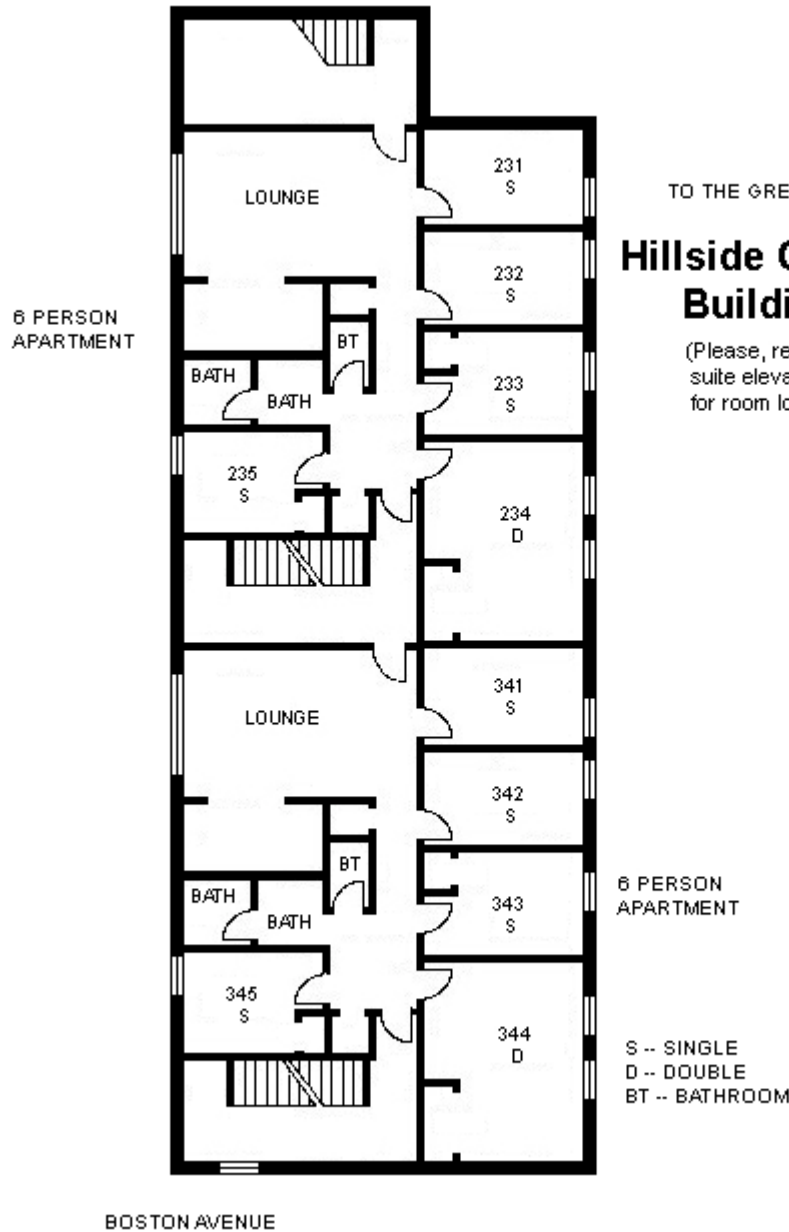 231
S
LOUNGE
TO THE GRE
232
S
Hillside
Buildi
6 PERSON
APARTMENT
BT
(Please, re
suite eleva
for room lo
233
S
BATH
BATH
235
S
234
D
341
S
LOUNGE
342
S
BT
6 PERSON
APARTMENT
343
S
BATH
BATH
345
S
344
D
S -- SINGLE
D -- DOUBLE
BT -- BATHROOM
BOSTON AVENUE